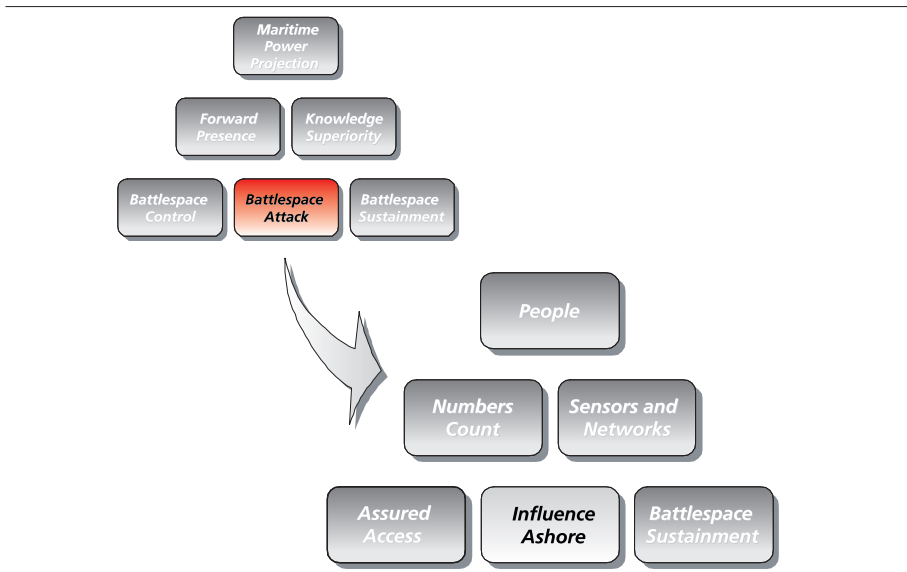 Maritime
Power
Projection
Forward
Presence
Knowledge
Superiority
Battlespace
Control
Battlespace
Attack
Battlespace
Sustainment
People
Numbers
Count
Sensors and
Networks
Assured
Access
Influence
Ashore
Battlespace
Sustainment